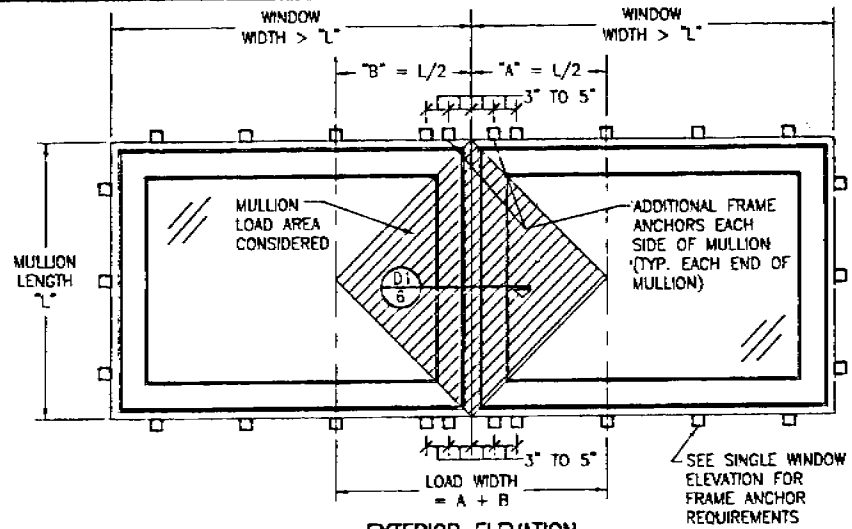 WINDOW
WIDTH > "L"
WINDOW
WIDTH > "L"
"B" = L/2
"A" = L/2
3" TO 5"
MULLION
LOAD AREA
CONSIDERED
ADDITIONAL FRAME
ANCHORS EACH
SIDE OF MULLION
(TYP. EACH END OF
MULLION)
MULLION
LENGTH
"L"
D1
6
3" TO 5"
LOAD WIDTH
= A + B
SEE SINGLE WINDOW
ELEVATION FOR
FRAME ANCHOR
REQUIREMENTS
EXTERIOR ELEVATION